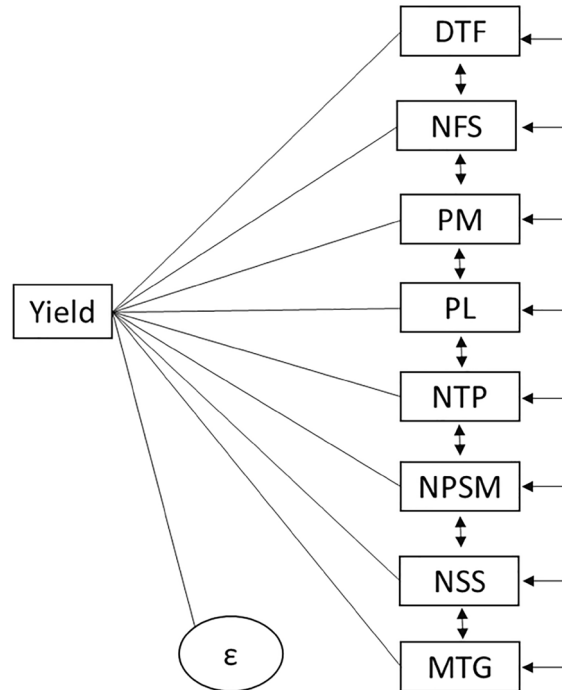 DTF
NFS
PM
Yield
PL
NTP
NPSM
NSS
ε
MTG